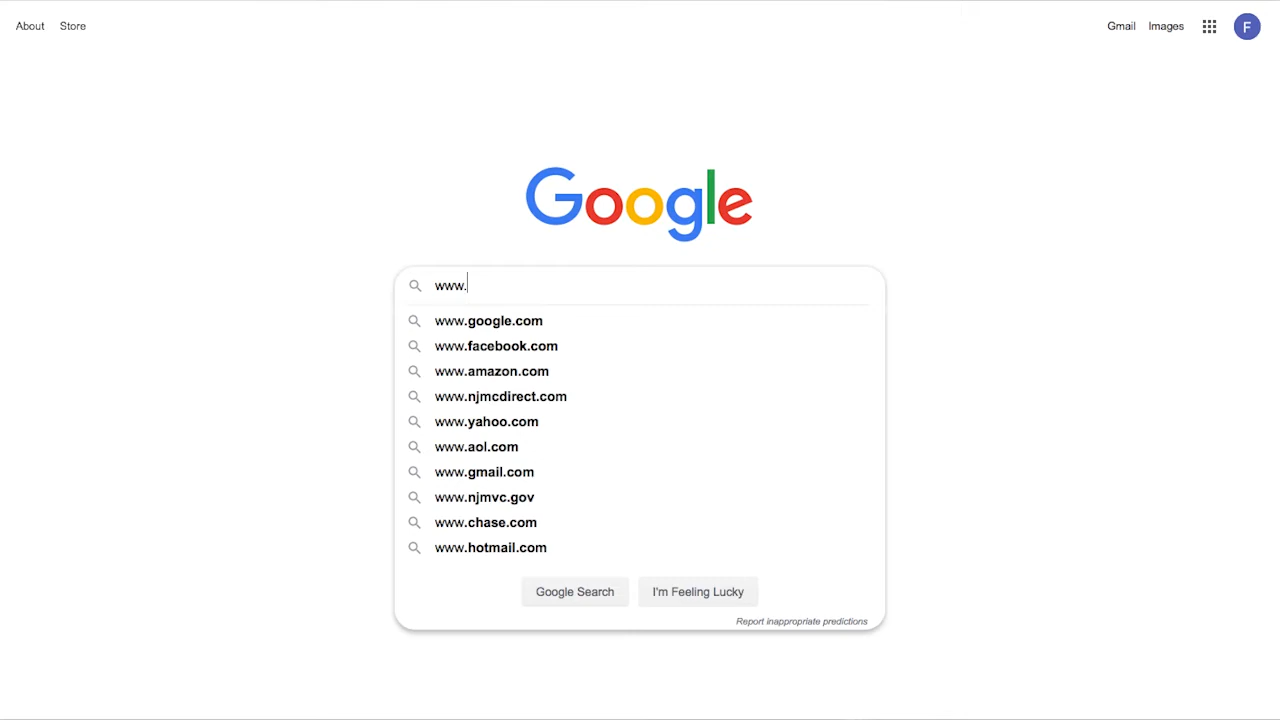 About Store
Gmail Images F
Google
www.
www.google.com
www.facebook.com
www.amazon.com
www.njmcdirect.com
www.yahoo.com
www.aol.com
www.gmail.com
www.njmvc.gov
www.chase.com
www.hotmail.com
Google Search I'm Feeling Lucky
Report inappropriate predictions